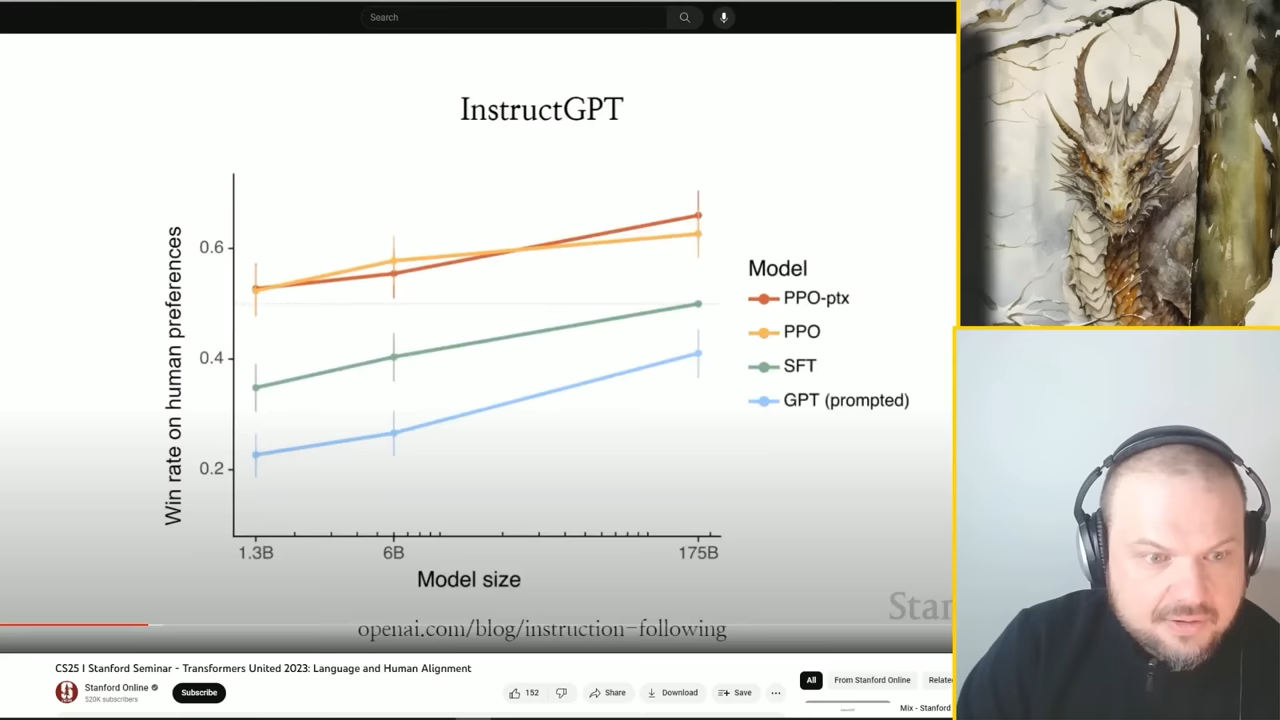 Search
InstructGPT
Win rate on human preferences
0.6
0.4
0.2
1.3B
6B
175B
Model size
Model
PPO-ptx
PPO
SFT
GPT (prompted)
Stan
openai.com/blog/instruction-following
CS25 I Stanford Seminar - Transformers United 2023: Language and Human Alignment
Stanford Online
520K subscribers
Subscribe
152
Share
Download
Save
All
From Stanford Online
Relate
Mix - Stanford